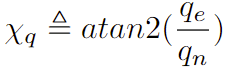 χ_q ≜ atan2(q_e/q_n)